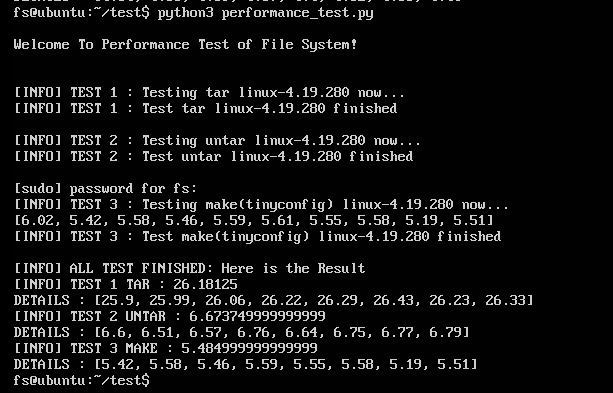 fs@ubuntu:~/test$ python3 performance_test.py
Welcome To Performance Test of File System!
[INFO] TEST 1 : Testing tar linux-4.19.280 now...
[INFO] TEST 1 : Test tar linux-4.19.280 finished
[INFO] TEST 2 : Testing untar linux-4.19.280 now...
[INFO] TEST 2 : Test untar linux-4.19.280 finished
[sudo] password for fs:
[INFO] TEST 3 : Testing make(tinyconfig) linux-4.19.280 now...
[6.02, 5.42, 5.58, 5.46, 5.59, 5.61, 5.55, 5.58, 5.19, 5.51]
[INFO] TEST 3 : Test make(tinyconfig) linux-4.19.280 finished
[INFO] ALL TEST FINISHED: Here is the Result
[INFO] TEST 1 TAR : 26.18125
DETAILS : [25.9, 25.99, 26.06, 26.22, 26.29, 26.43, 26.23, 26.33]
[INFO] TEST 2 UNTAR : 6.673749999999999
DETAILS : [6.6, 6.51, 6.57, 6.76, 6.64, 6.75, 6.77, 6.79]
[INFO] TEST 3 MAKE : 5.484999999999999
DETAILS : [5.42, 5.58, 5.46, 5.59, 5.55, 5.58, 5.19, 5.51]
fs@ubuntu:~/test$